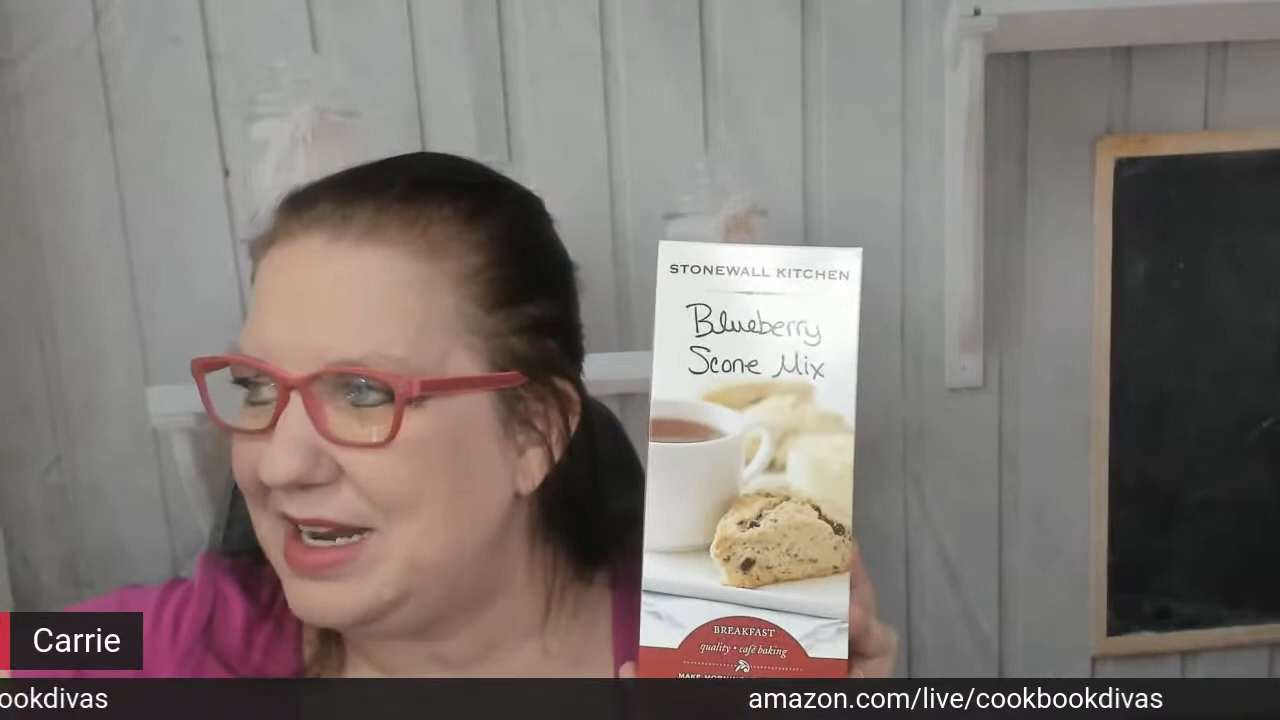 STONEWALL KITCHEN
Blueberry
Scone Mix
BREAKFAST
quality • café baking
Carrie
ookdivas
amazon.com/live/cookbookdivas